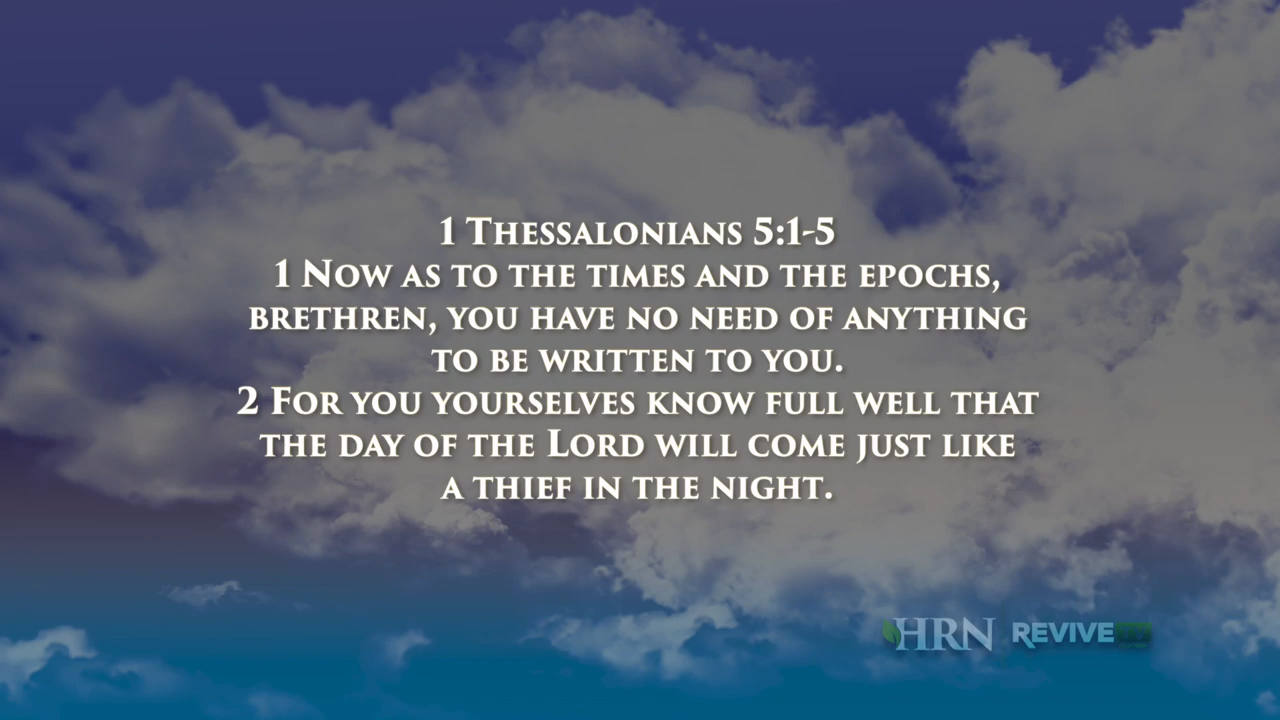 1 Thessalonians 5:1-5
1 Now as to the times and the epochs,
brethren, you have no need of anything
to be written to you.
2 For you yourselves know full well that
the day of the Lord will come just like
a thief in the night.
HRN REVIVE TV